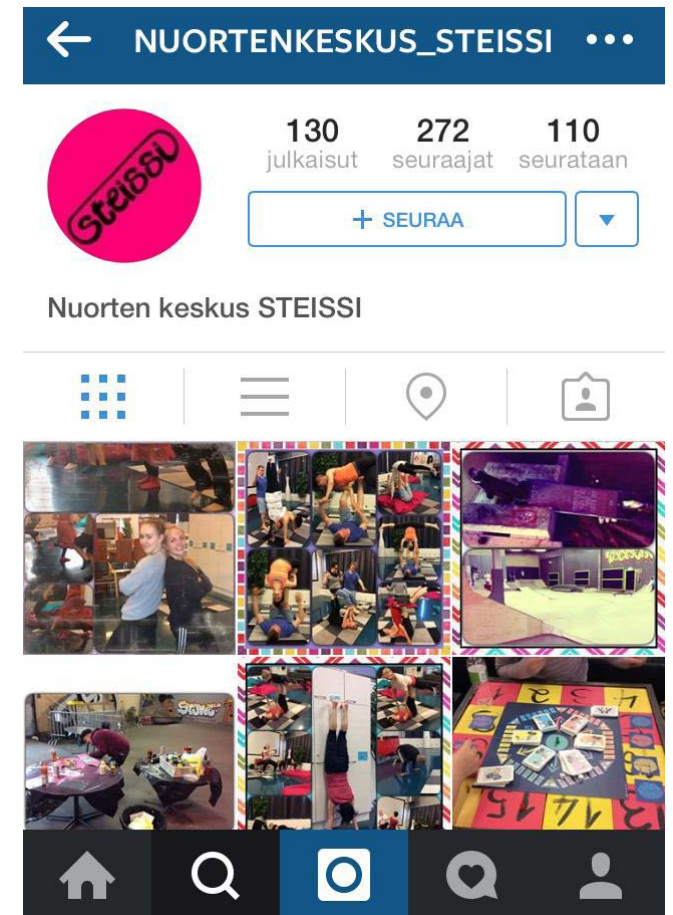 NUORTENKESKUS_STEISSI
steissi
130 272 110
julkaisut seuraajat seurataan
+ SEURAA
Nuorten keskus STEISSI